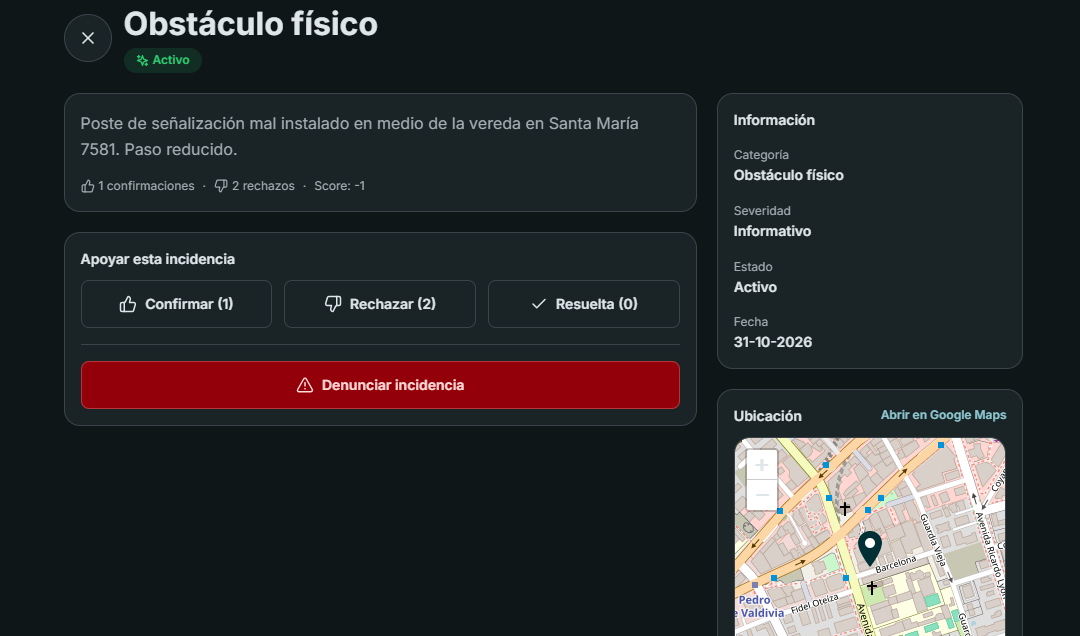 Obstáculo físico
Activo
Poste de señalización mal instalado en medio de la vereda en Santa María
7581. Paso reducido.
1 confirmaciones · 2 rechazos · Score: -1
Apoyar esta incidencia
Confirmar (1)
Rechazar (2)
Resuelta (0)
Denunciar incidencia
Información
Categoría
Obstáculo físico
Severidad
Informativo
Estado
Activo
Fecha
31-10-2026
Ubicación
Abrir en Google Maps
+
−
Guardia Vieja
Avenida Ricardo Lyon
Barcelona
Fidel Oteiza
Pedro
e Valdivia
Avenida
Guard
Coya